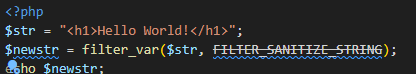 <?php
$str = "<h1>Hello World!</h1>";
$newstr = filter_var($str, FILTER_SANITIZE_STRING);
echo $newstr;